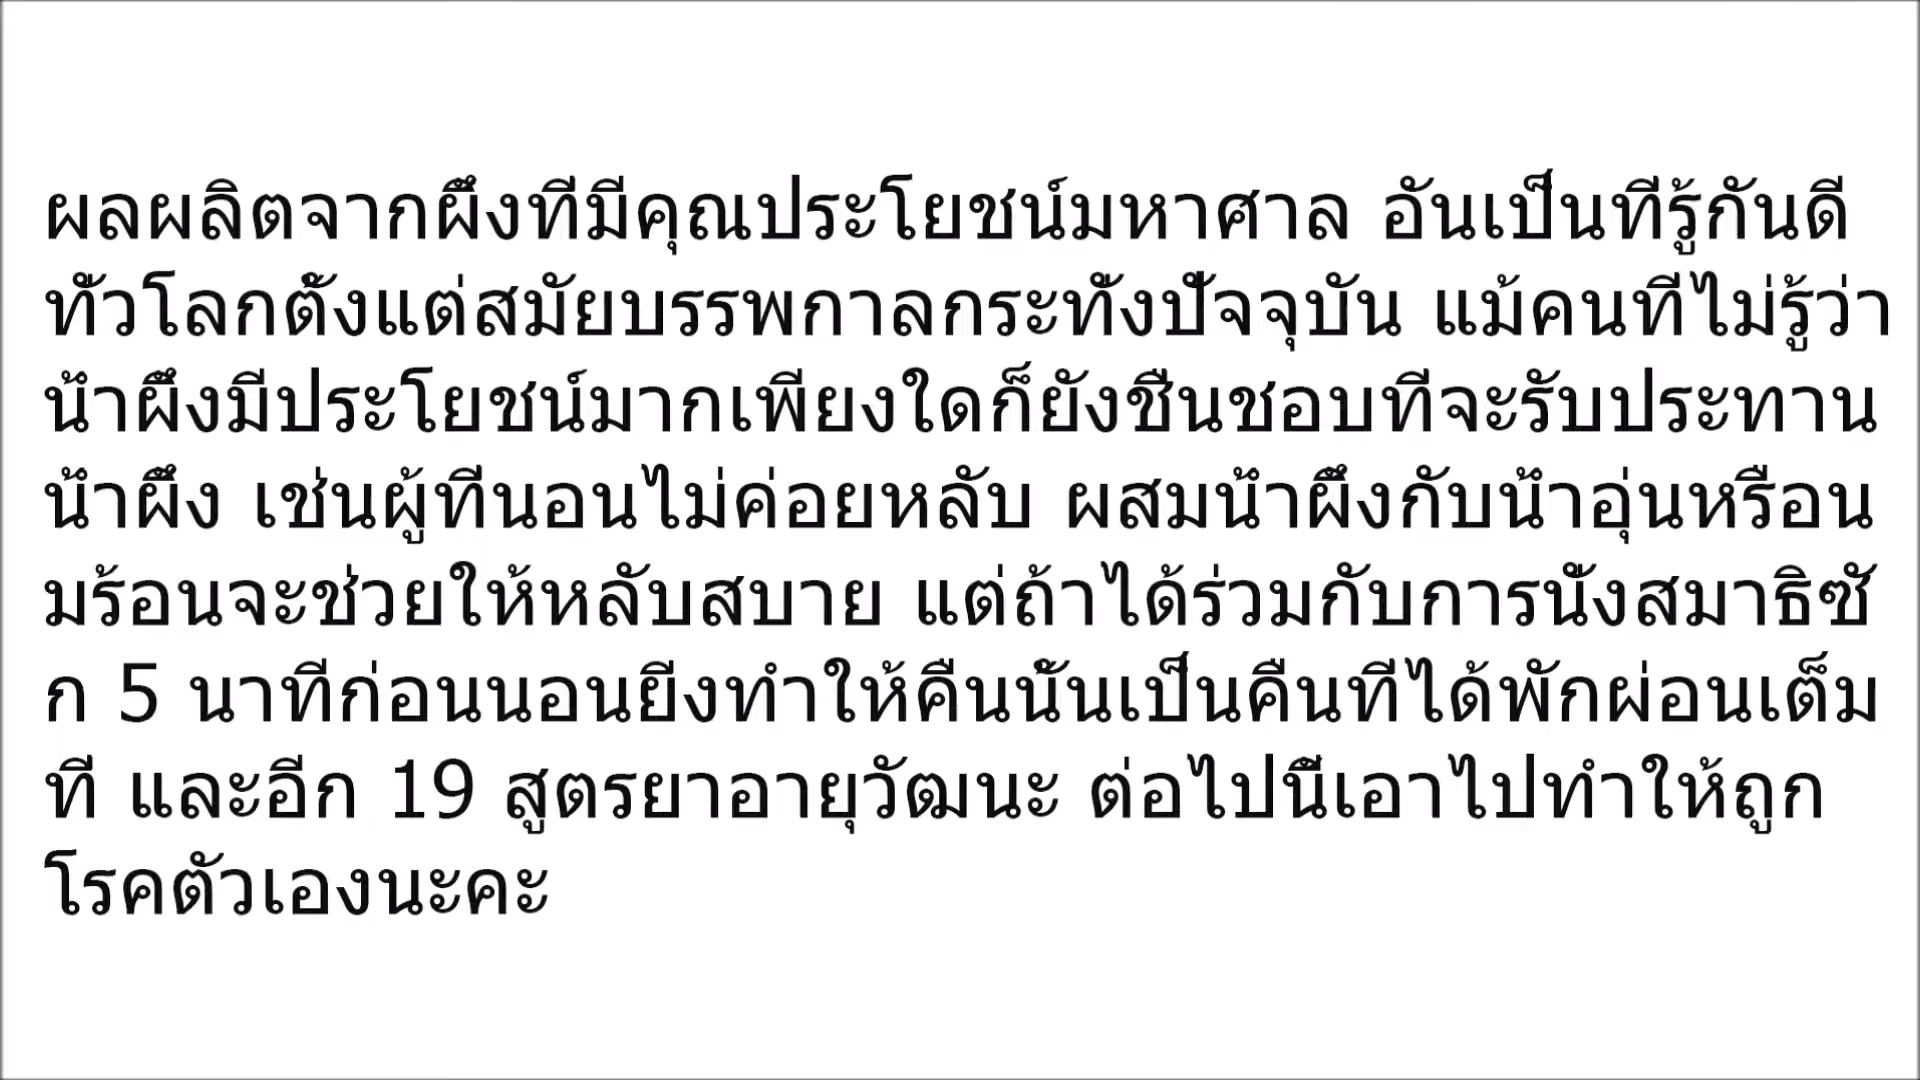 ผลผลิตจากผึ้งที่มีคุณประโยชน์มหาศาล อันเป็นที่รู้กันดี
ทั่วโลกตั้งแต่สมัยบรรพกาลกระทั่งปัจจุบัน แม้คนที่ไม่รู้ว่า
น้ำผึ้งมีประโยชน์มากเพียงใดก็ยังชื่นชอบที่จะรับประทาน
น้ำผึ้ง เช่นผู้ที่นอนไม่ค่อยหลับ ผสมน้ำผึ้งกับน้ำอุ่นหรือน
มร้อนจะช่วยให้หลับสบาย แต่ถ้าได้ร่วมกับการนั่งสมาธิซั
ก 5 นาทีก่อนนอนยิ่งทำให้คืนนั้นเป็นคืนที่ได้พักผ่อนเต็ม
ที่ และอีก 19 สูตรยาอายุวัฒนะ ต่อไปนี้เอาไปทำให้ถูก
โรคตัวเองนะคะ